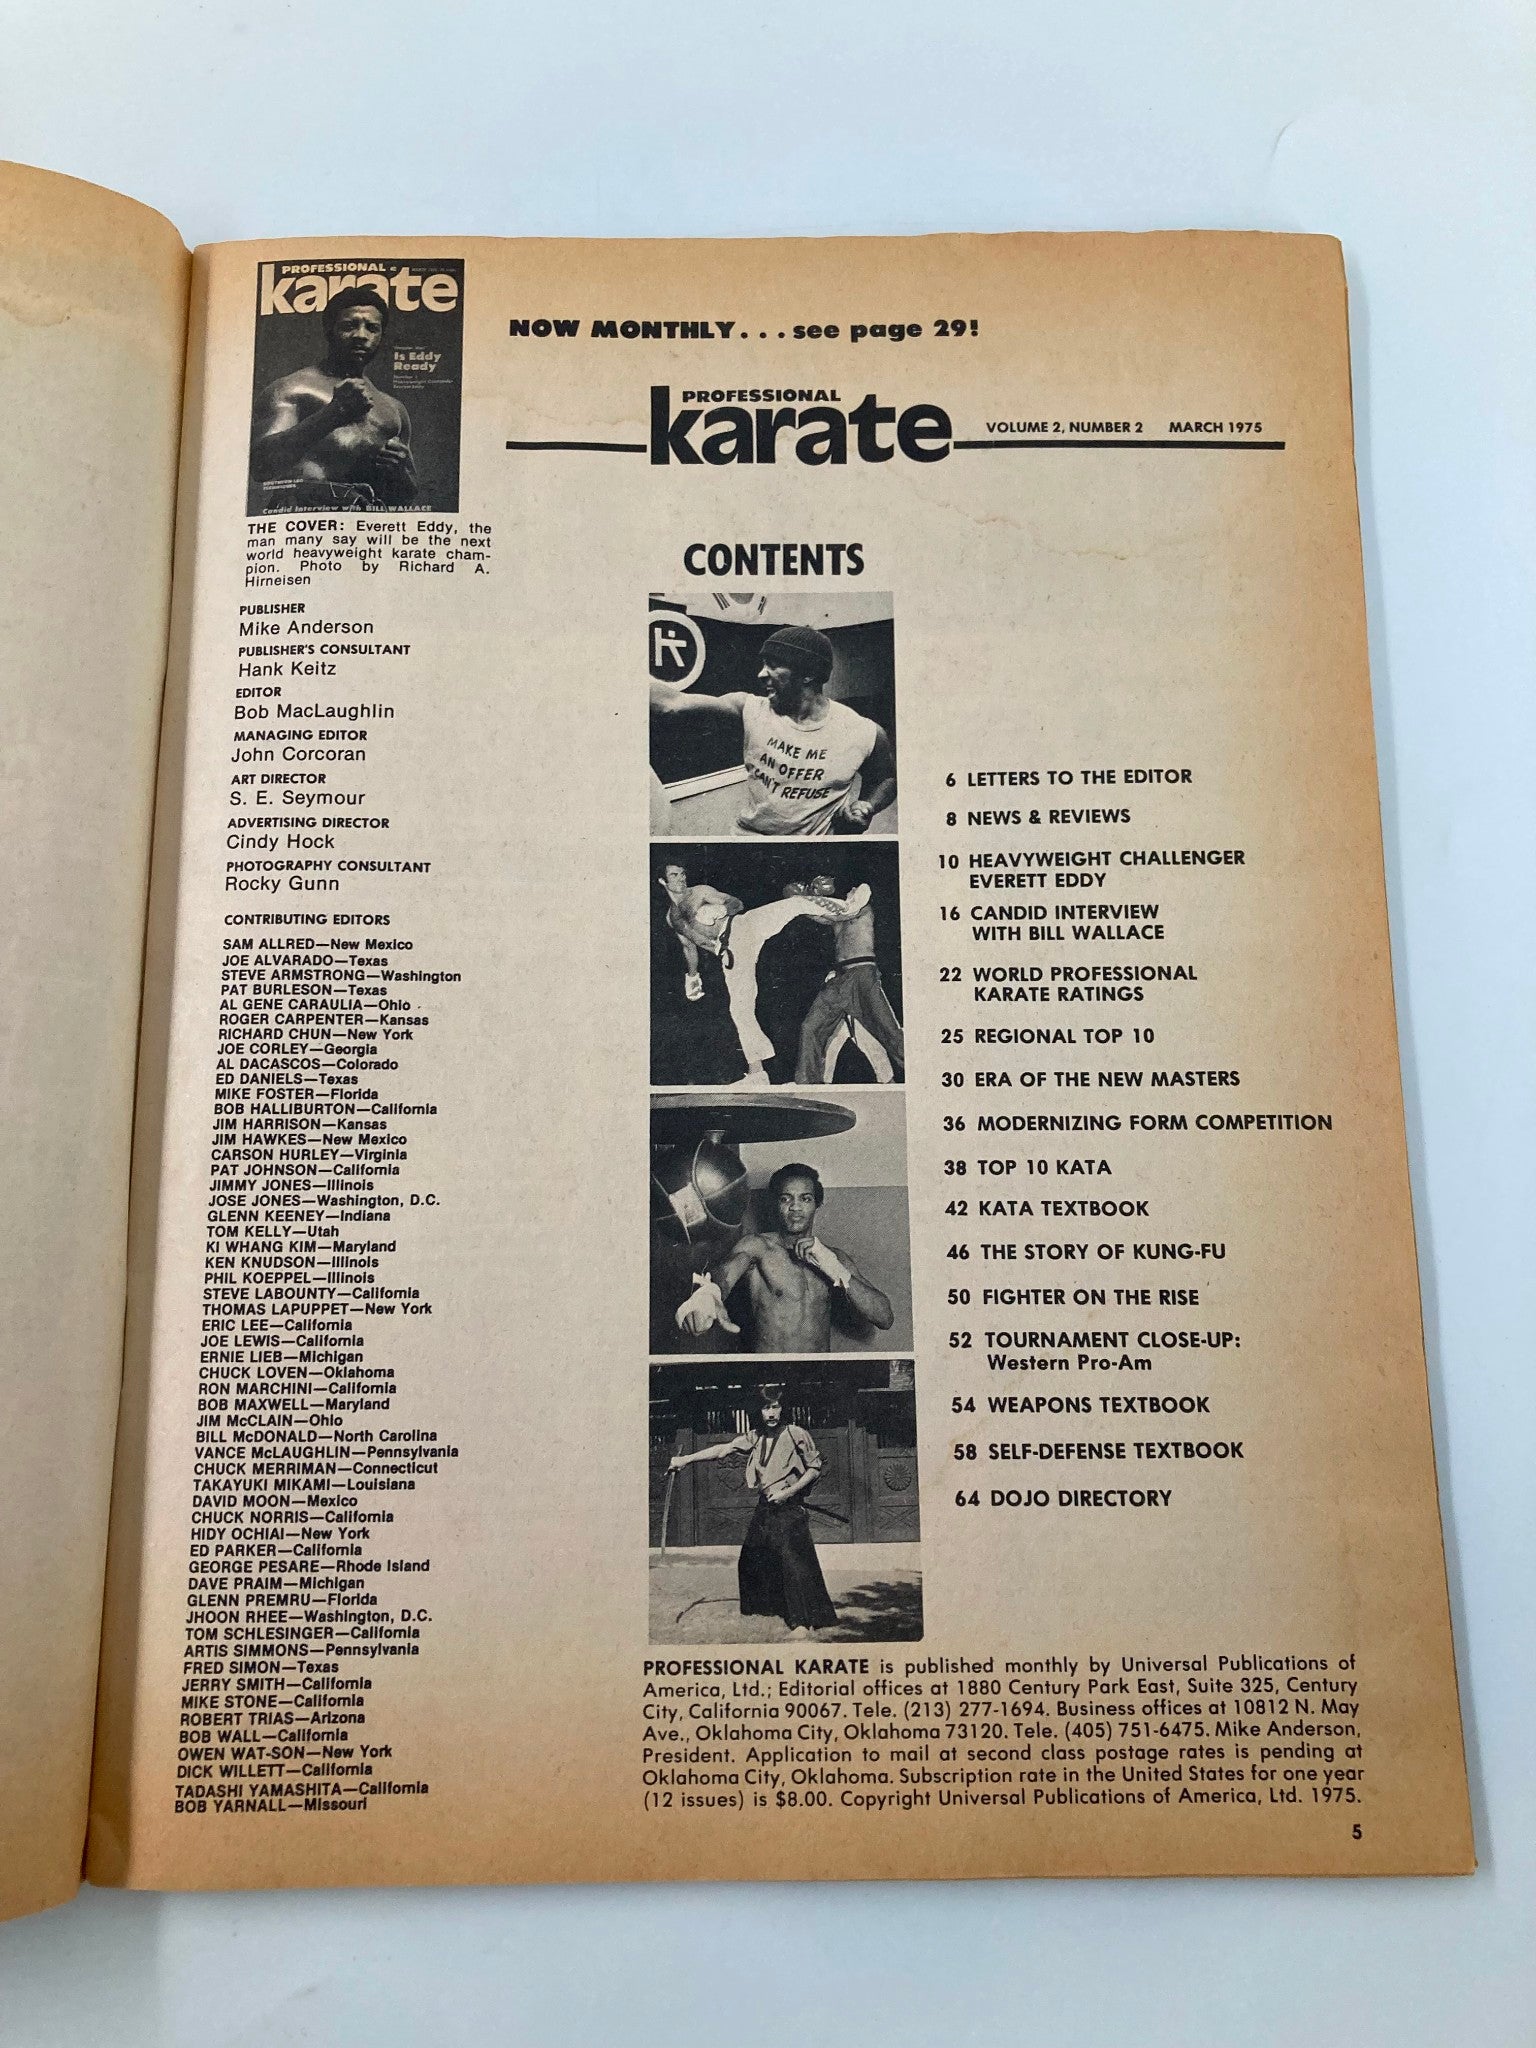 PROFESSIONAL
karate
Is Eddy
Ready
Candid Interview with BILL WALLACE
THE COVER: Everett Eddy, the
man many say will be the next
world heavyweight karate cham-
pion. Photo by Richard A.
Hirneisen
PUBLISHER
Mike Anderson
PUBLISHER'S CONSULTANT
Hank Keitz
EDITOR
Bob MacLaughlin
MANAGING EDITOR
John Corcoran
ART DIRECTOR
S. E. Seymour
ADVERTISING DIRECTOR
Cindy Hock
PHOTOGRAPHY CONSULTANT
Rocky Gunn
CONTRIBUTING EDITORS
SAM ALLRED—New Mexico
JOE ALVARADO—Texas
STEVE ARMSTRONG—Washington
PAT BURLESON—Texas
AL GENE CARAULIA—Ohio
ROGER CARPENTER—Kansas
RICHARD CHUN—New York
JOE CORLEY—Georgia
AL DACASCOS—Colorado
ED DANIELS—Texas
MIKE FOSTER—Florida
BOB HALLIBURTON—California
JIM HARRISON—Kansas
JIM HAWKES—New Mexico
CARSON HURLEY—Virginia
PAT JOHNSON—California
JIMMY JONES—Illinois
JOSE JONES—Washington, D.C.
GLENN KEENEY—Indiana
TOM KELLY—Utah
KI WHANG KIM—Maryland
KEN KNUDSON—Illinois
PHIL KOEPPEL—Illinois
STEVE LABOUNTY—California
THOMAS LAPUPPET—New York
ERIC LEE—California
JOE LEWIS—California
ERNIE LIEB—Michigan
CHUCK LOVEN—Oklahoma
RON MARCHINI—California
BOB MAXWELL—Maryland
JIM McCLAIN—Ohio
BILL McDONALD—North Carolina
VANCE McLAUGHLIN—Pennsylvania
CHUCK MERRIMAN—Connecticut
TAKAYUKI MIKAMI—Louisiana
DAVID MOON—Mexico
CHUCK NORRIS—California
HIDY OCHIAI—New York
ED PARKER—California
GEORGE PESARE—Rhode Island
DAVE PRAIM—Michigan
GLENN PREMRU—Florida
JHOON RHEE—Washington, D.C.
TOM SCHLESINGER—California
ARTIS SIMMONS—Pennsylvania
FRED SIMON—Texas
JERRY SMITH—California
MIKE STONE—California
ROBERT TRIAS—Arizona
BOB WALL—California
OWEN WAT-SON—New York
DICK WILLETT—California
TADASHI YAMASHITA—California
BOB YARNALL—Missouri
NOW MONTHLY...see page 29!
PROFESSIONAL
karate
VOLUME 2, NUMBER 2 MARCH 1975
CONTENTS
MAKE ME
AN OFFER
I CAN'T REFUSE
6 LETTERS TO THE EDITOR
8 NEWS & REVIEWS
10 HEAVYWEIGHT CHALLENGER
EVERETT EDDY
16 CANDID INTERVIEW
WITH BILL WALLACE
22 WORLD PROFESSIONAL
KARATE RATINGS
25 REGIONAL TOP 10
30 ERA OF THE NEW MASTERS
36 MODERNIZING FORM COMPETITION
38 TOP 10 KATA
42 KATA TEXTBOOK
46 THE STORY OF KUNG-FU
50 FIGHTER ON THE RISE
52 TOURNAMENT CLOSE-UP:
Western Pro-Am
54 WEAPONS TEXTBOOK
58 SELF-DEFENSE TEXTBOOK
64 DOJO DIRECTORY
PROFESSIONAL KARATE is published monthly by Universal Publications of
America, Ltd.; Editorial offices at 1880 Century Park East, Suite 325, Century
City, California 90067. Tele. (213) 277-1694. Business offices at 10812 N. May
Ave., Oklahoma City, Oklahoma 73120. Tele. (405) 751-6475. Mike Anderson,
President. Application to mail at second class postage rates is pending at
Oklahoma City, Oklahoma. Subscription rate in the United States for one year
(12 issues) is $8.00. Copyright Universal Publications of America, Ltd. 1975.
5